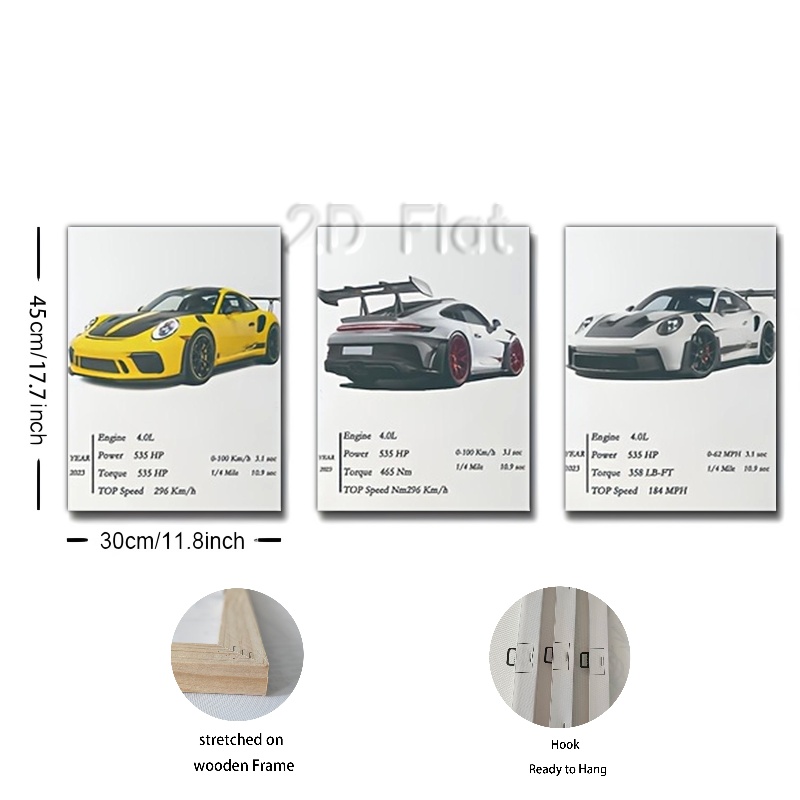 2D Flat
45cm/17.7inch
Engine 4.0L
Power 535 HP
0-100 Km/h 3.1 sec
YEAR
2023
Torque 535 HP
1/4 Mile 10.9 sec
TOP Speed 296 Km/h
Engine 4.0L
Power 535 HP
0-100 Km/h 3.1 sec
YEAR
2023
Torque 465 Nm
1/4 Mile 10.9 sec
TOP Speed Nm296 Km/h
Engine 4.0L
Power 535 HP
0-62 MPH 3.1 sec
YEAR
2023
Torque 358 LB-FT
1/4 Mile 10.9 sec
TOP Speed 184 MPH
30cm/11.8inch
stretched on
wooden Frame
Hook
Ready to Hang